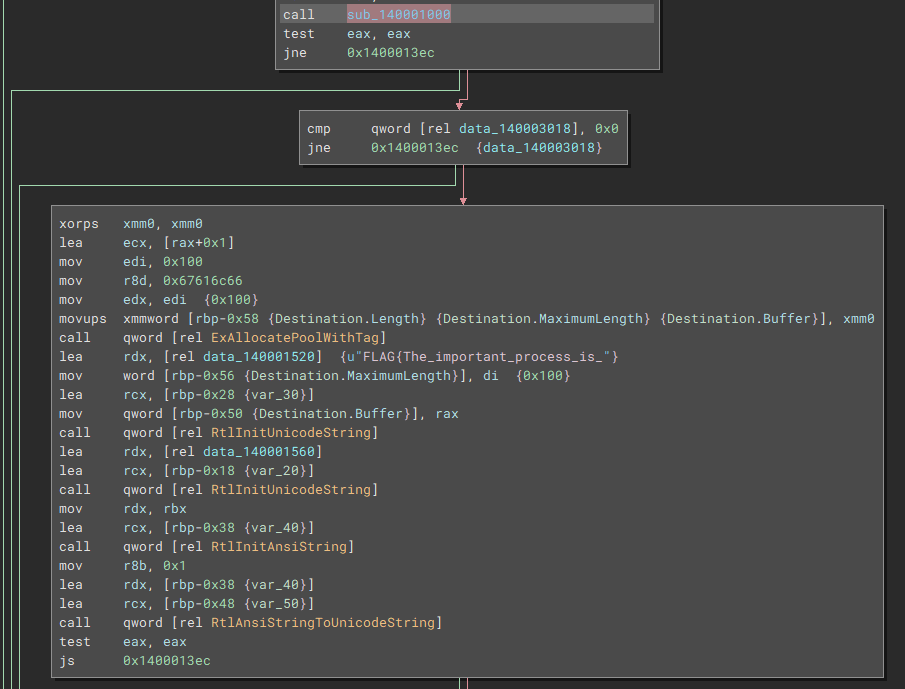 call sub_140001000
test eax, eax
jne 0x1400013ec
cmp qword [rel data_140003018], 0x0
jne 0x1400013ec {data_140003018}
xorps xmm0, xmm0
lea ecx, [rax+0x1]
mov edi, 0x100
mov r8d, 0x67616c66
mov edx, edi {0x100}
movups xmmword [rbp-0x58 {Destination.Length} {Destination.MaximumLength} {Destination.Buffer}], xmm0
call qword [rel ExAllocatePoolWithTag]
lea rdx, [rel data_140001520] {u"FLAG{The_important_process_is_"}
mov word [rbp-0x56 {Destination.MaximumLength}], di {0x100}
lea rcx, [rbp-0x28 {var_30}]
mov qword [rbp-0x50 {Destination.Buffer}], rax
call qword [rel RtlInitUnicodeString]
lea rdx, [rel data_140001560]
lea rcx, [rbp-0x18 {var_20}]
call qword [rel RtlInitUnicodeString]
mov rdx, rbx
lea rcx, [rbp-0x38 {var_40}]
call qword [rel RtlInitAnsiString]
mov r8b, 0x1
lea rdx, [rbp-0x38 {var_40}]
lea rcx, [rbp-0x48 {var_50}]
call qword [rel RtlAnsiStringToUnicodeString]
test eax, eax
js 0x1400013ec